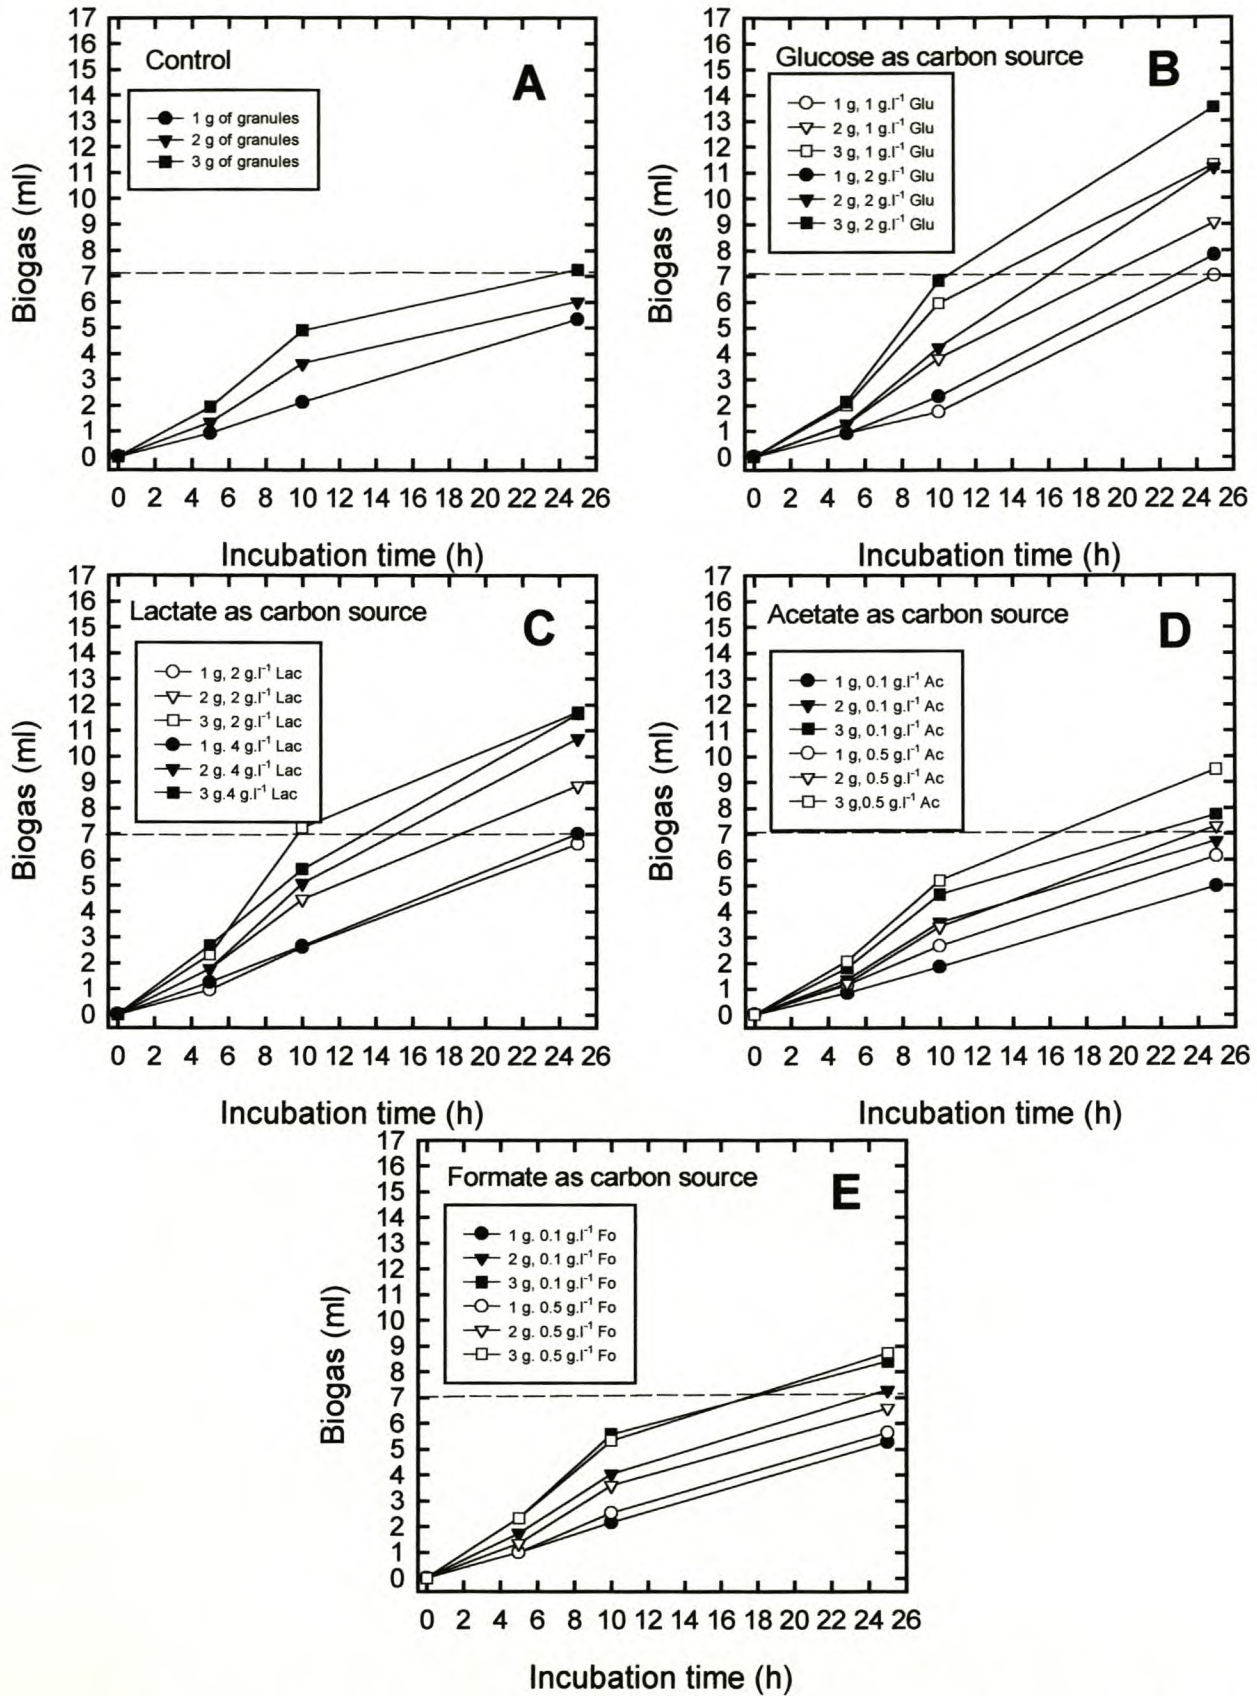 Control
A
1 g of granules
2 g of granules
3 g of granules
Biogas (ml)
17
16
15
14
13
12
11
10
9
8
7
6
5
4
3
2
1
0
0 2 4 6 8 10 12 14 16 18 20 22 24 26
Incubation time (h)
Glucose as carbon source
B
1 g, 1 g.l⁻¹ Glu
2 g, 1 g.l⁻¹ Glu
3 g, 1 g.l⁻¹ Glu
1 g, 2 g.l⁻¹ Glu
2 g, 2 g.l⁻¹ Glu
3 g, 2 g.l⁻¹ Glu
Biogas (ml)
17
16
15
14
13
12
11
10
9
8
7
6
5
4
3
2
1
0
0 2 4 6 8 10 12 14 16 18 20 22 24 26
Incubation time (h)
Lactate as carbon source
C
1 g, 2 g.l⁻¹ Lac
2 g, 2 g.l⁻¹ Lac
3 g, 2 g.l⁻¹ Lac
1 g. 4 g.l⁻¹ Lac
2 g. 4 g.l⁻¹ Lac
3 g.4 g.l⁻¹ Lac
Biogas (ml)
17
16
15
14
13
12
11
10
9
8
7
6
5
4
3
2
1
0
0 2 4 6 8 10 12 14 16 18 20 22 24 26
Incubation time (h)
Acetate as carbon source
D
1 g, 0.1 g.l⁻¹ Ac
2 g, 0.1 g.l⁻¹ Ac
3 g, 0.1 g.l⁻¹ Ac
1 g, 0.5 g.l⁻¹ Ac
2 g, 0.5 g.l⁻¹ Ac
3 g,0.5 g.l⁻¹ Ac
Biogas (ml)
17
16
15
14
13
12
11
10
9
8
7
6
5
4
3
2
1
0
0 2 4 6 8 10 12 14 16 18 20 22 24 26
Incubation time (h)
Formate as carbon source
E
1 g. 0.1 g.l⁻¹ Fo
2 g, 0.1 g.l⁻¹ Fo
3 g, 0.1 g.l⁻¹ Fo
1 g. 0.5 g.l⁻¹ Fo
2 g. 0.5 g.l⁻¹ Fo
3 g. 0.5 g.l⁻¹ Fo
Biogas (ml)
17
16
15
14
13
12
11
10
9
8
7
6
5
4
3
2
1
0
0 2 4 6 8 10 12 14 16 18 20 22 24 26
Incubation time (h)